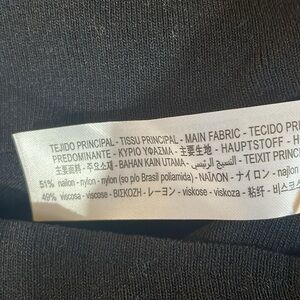 TEJIDO PRINCIPAL - TISSU PRINCIPAL - MAIN FABRIC - TECIDO PRI
PREDOMINANTE - ΚΥΡΙΟ ΥΦΑΣΜΑ - 主要生地 - HAUPTSTOFF - H
主要面料 - 주요소재 - BAHAN KAIN UTAMA - النسيج الرئيسي - TEIXIT PRINC
51% nailon - nylon - nylon (so p/o Brasil poliamida) - ΝΑΪΛΟΝ - ナイロン - najlon
49% viscosa - viscose - ΒΙΣΚΟΖΗ - レーヨン - viskose - viskoza - 粘纤 - 비스코